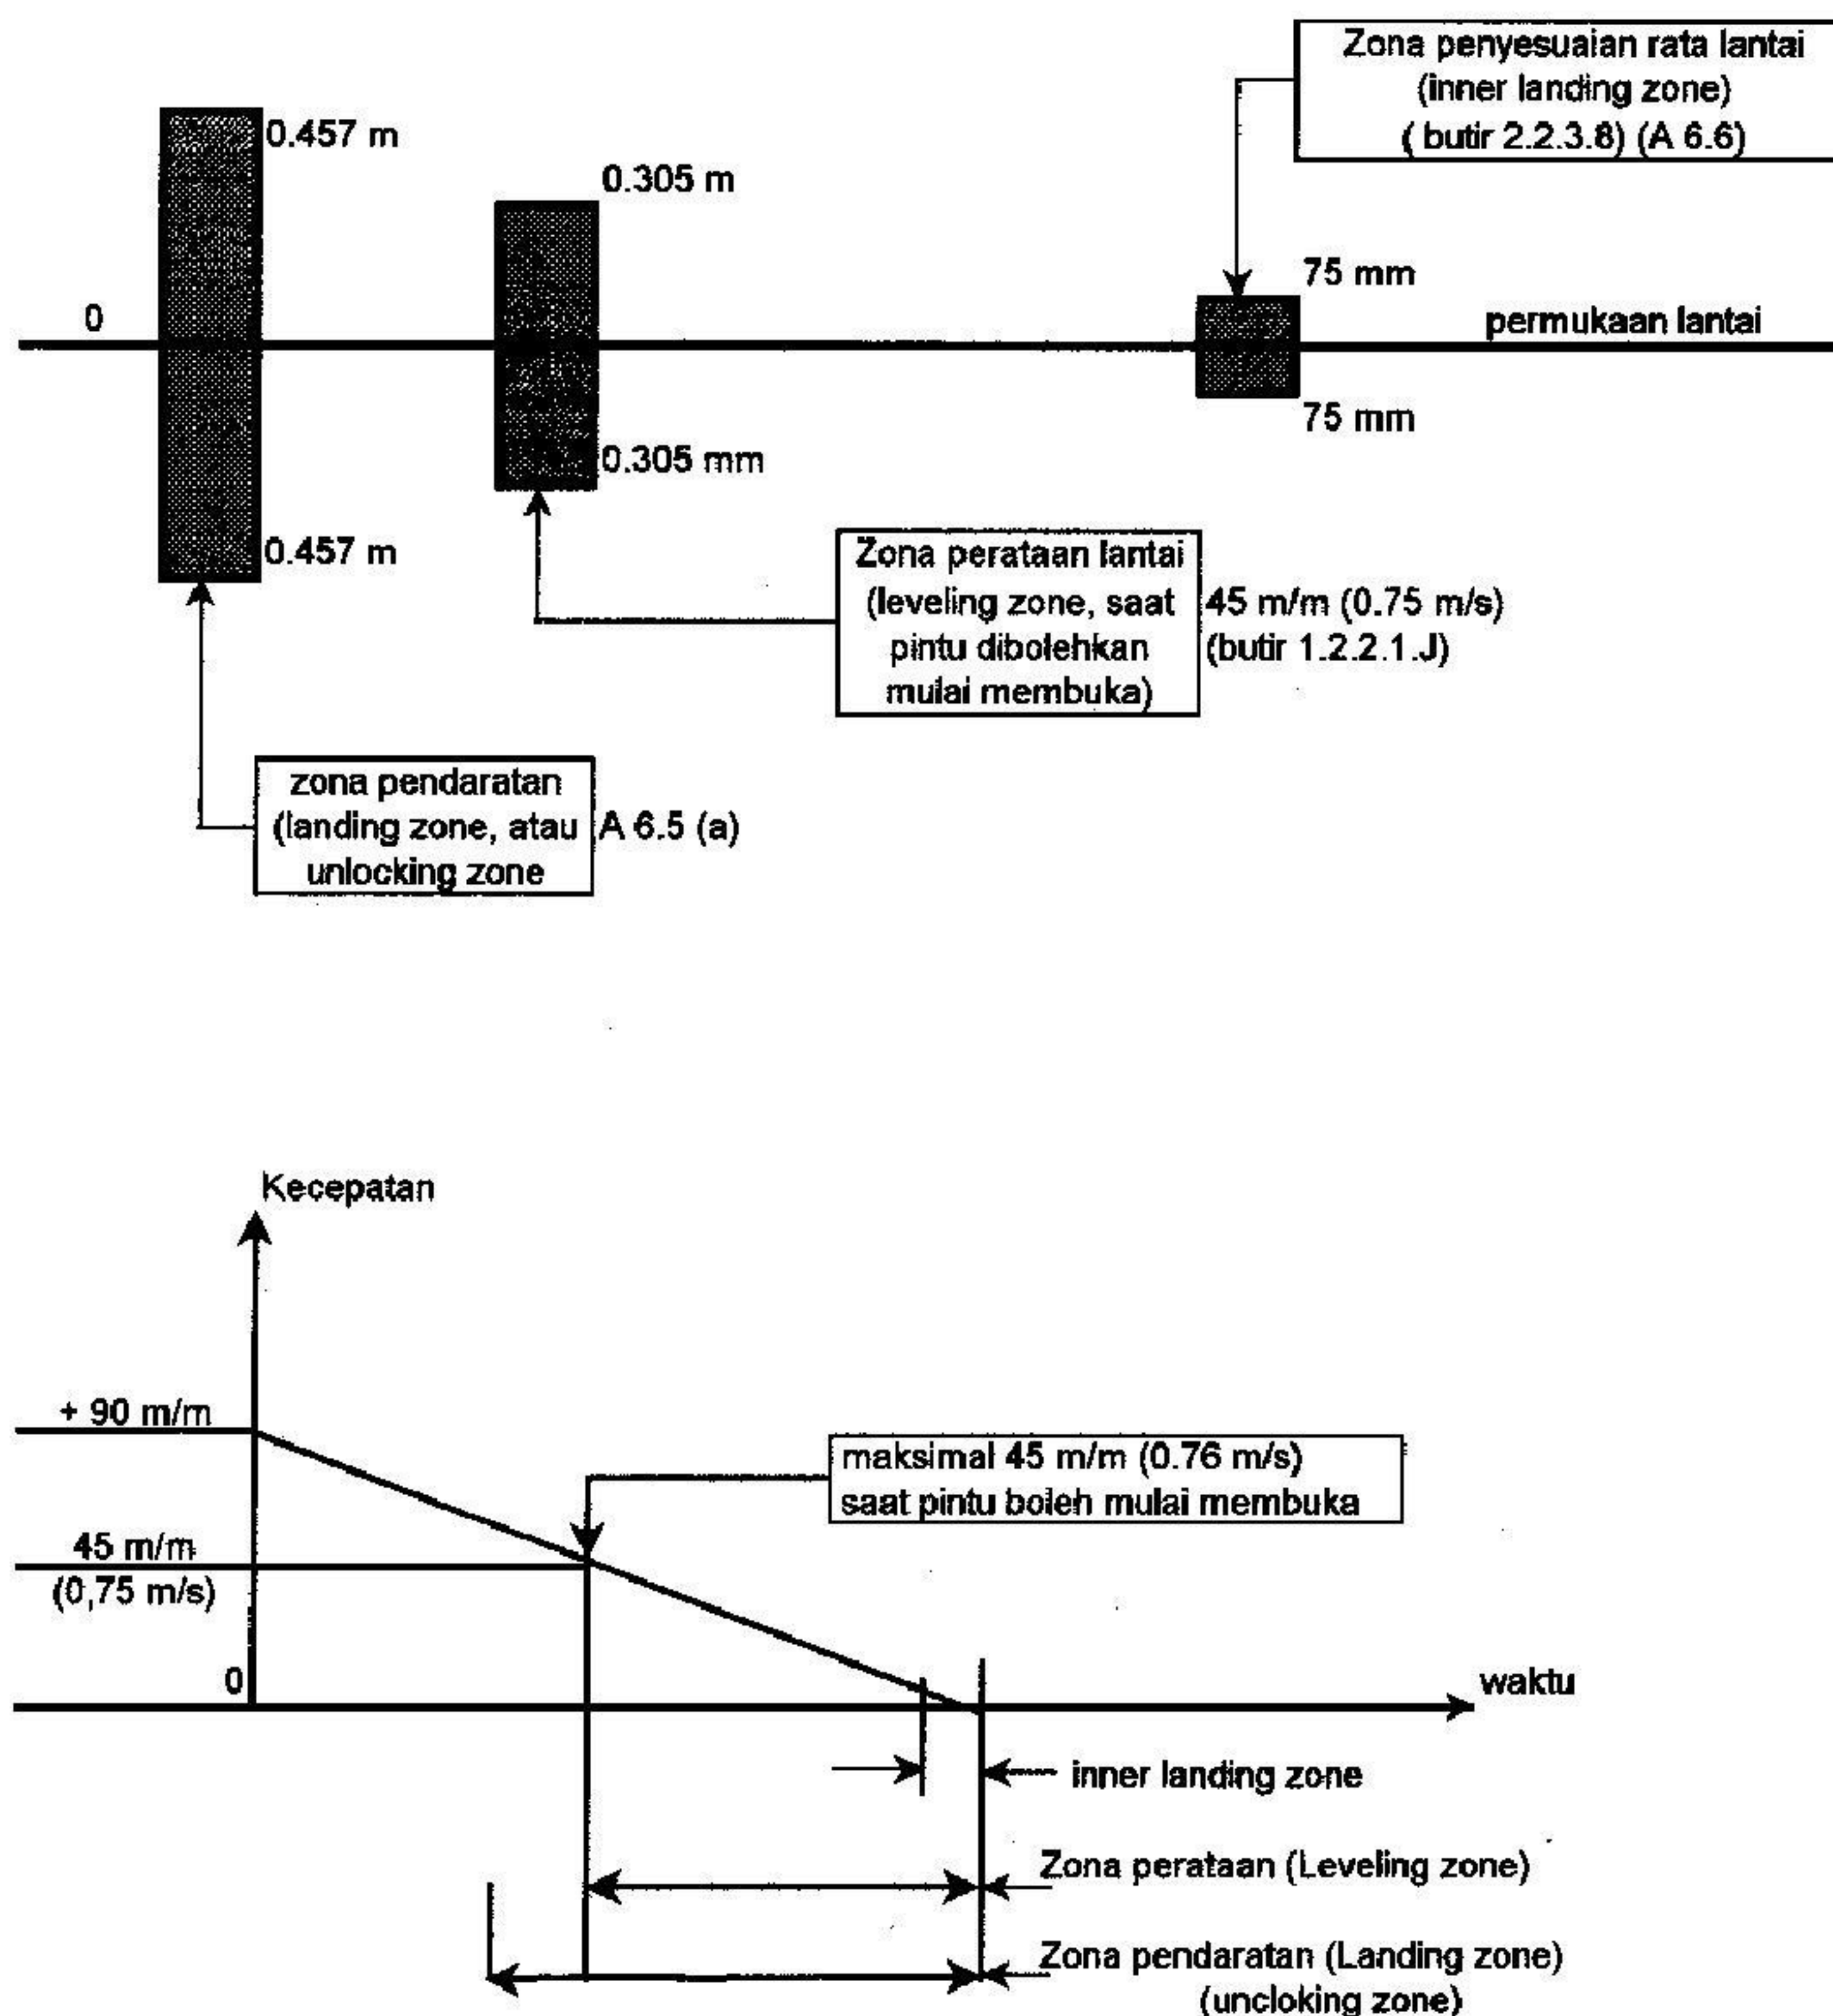 Zona penyesuaian rata lantai
(inner landing zone)
( butir 2.2.3.8) (A 6.6)
0.457 m
0.305 m
75 mm
0
permukaan lantai
75 mm
0.305 mm
0.457 m
Zona perataan lantai
(leveling zone, saat
pintu dibolehkan
mulai membuka)
45 m/m (0.75 m/s)
(butir 1.2.2.1.J)
zona pendaratan
(landing zone, atau
unlocking zone
A 6.5 (a)
Kecepatan
+ 90 m/m
maksimal 45 m/m (0.76 m/s)
saat pintu boleh mulai membuka
45 m/m
(0,75 m/s)
0
waktu
inner landing zone
Zona perataan (Leveling zone)
Zona pendaratan (Landing zone)
(uncloking zone)